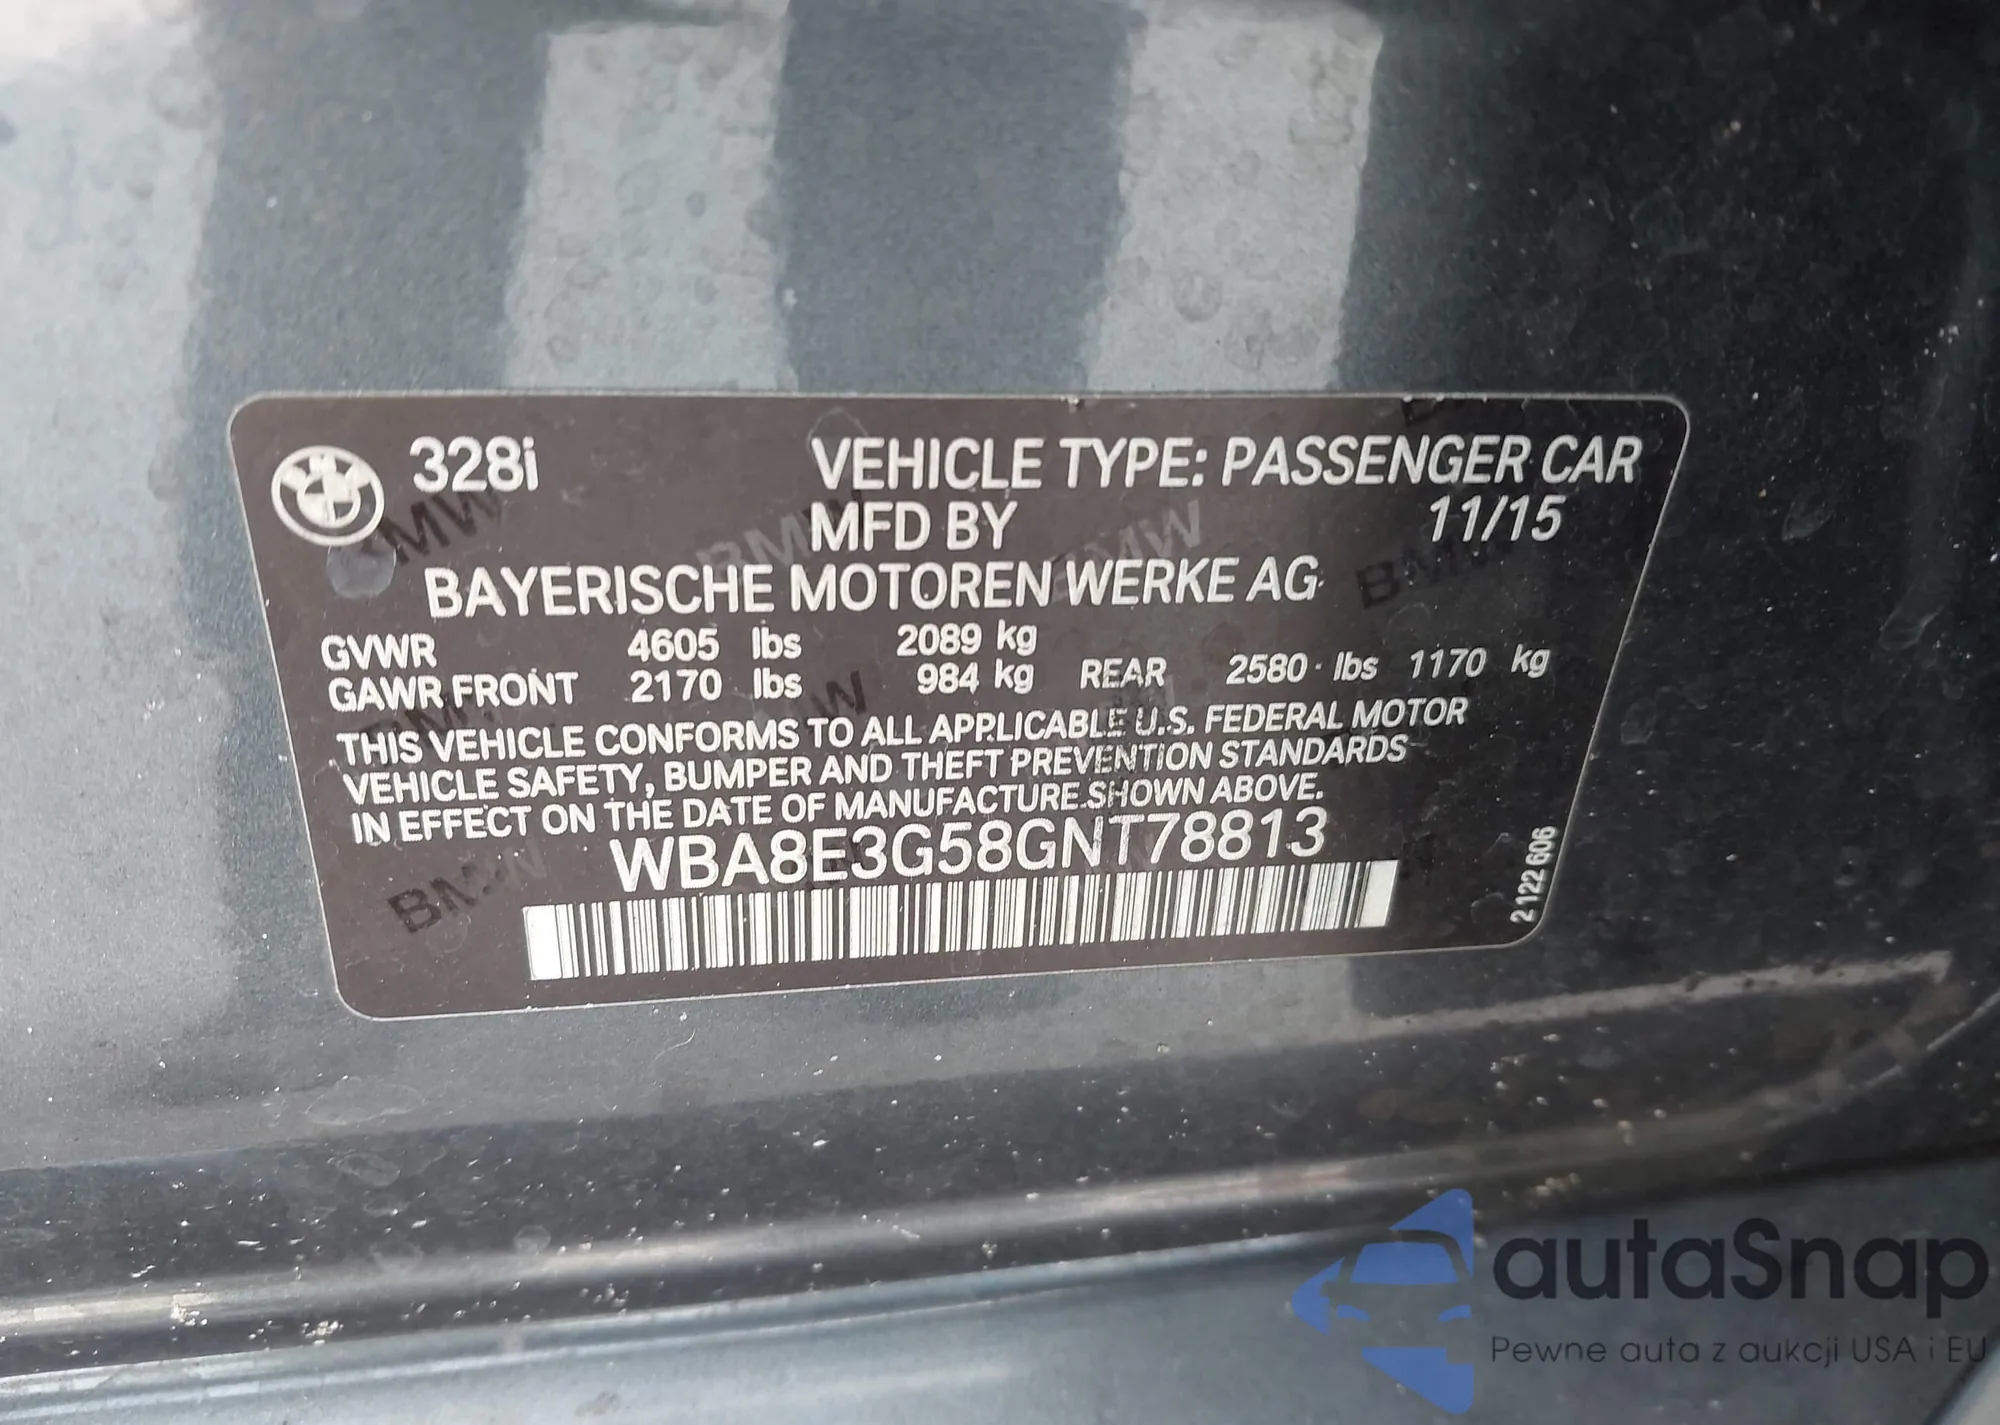 328i
VEHICLE TYPE: PASSENGER CAR
MFD BY 11/15
BAYERISCHE MOTOREN WERKE AG
GVWR 4605 lbs 2089 kg
GAWR FRONT 2170 lbs 984 kg REAR 2580 lbs 1170 kg
THIS VEHICLE CONFORMS TO ALL APPLICABLE U.S. FEDERAL MOTOR
VEHICLE SAFETY, BUMPER AND THEFT PREVENTION STANDARDS
IN EFFECT ON THE DATE OF MANUFACTURE SHOWN ABOVE.
WBA8E3G58GNT78813
2 122 606
autaSnap
Pewne auta z aukcji USA i EU